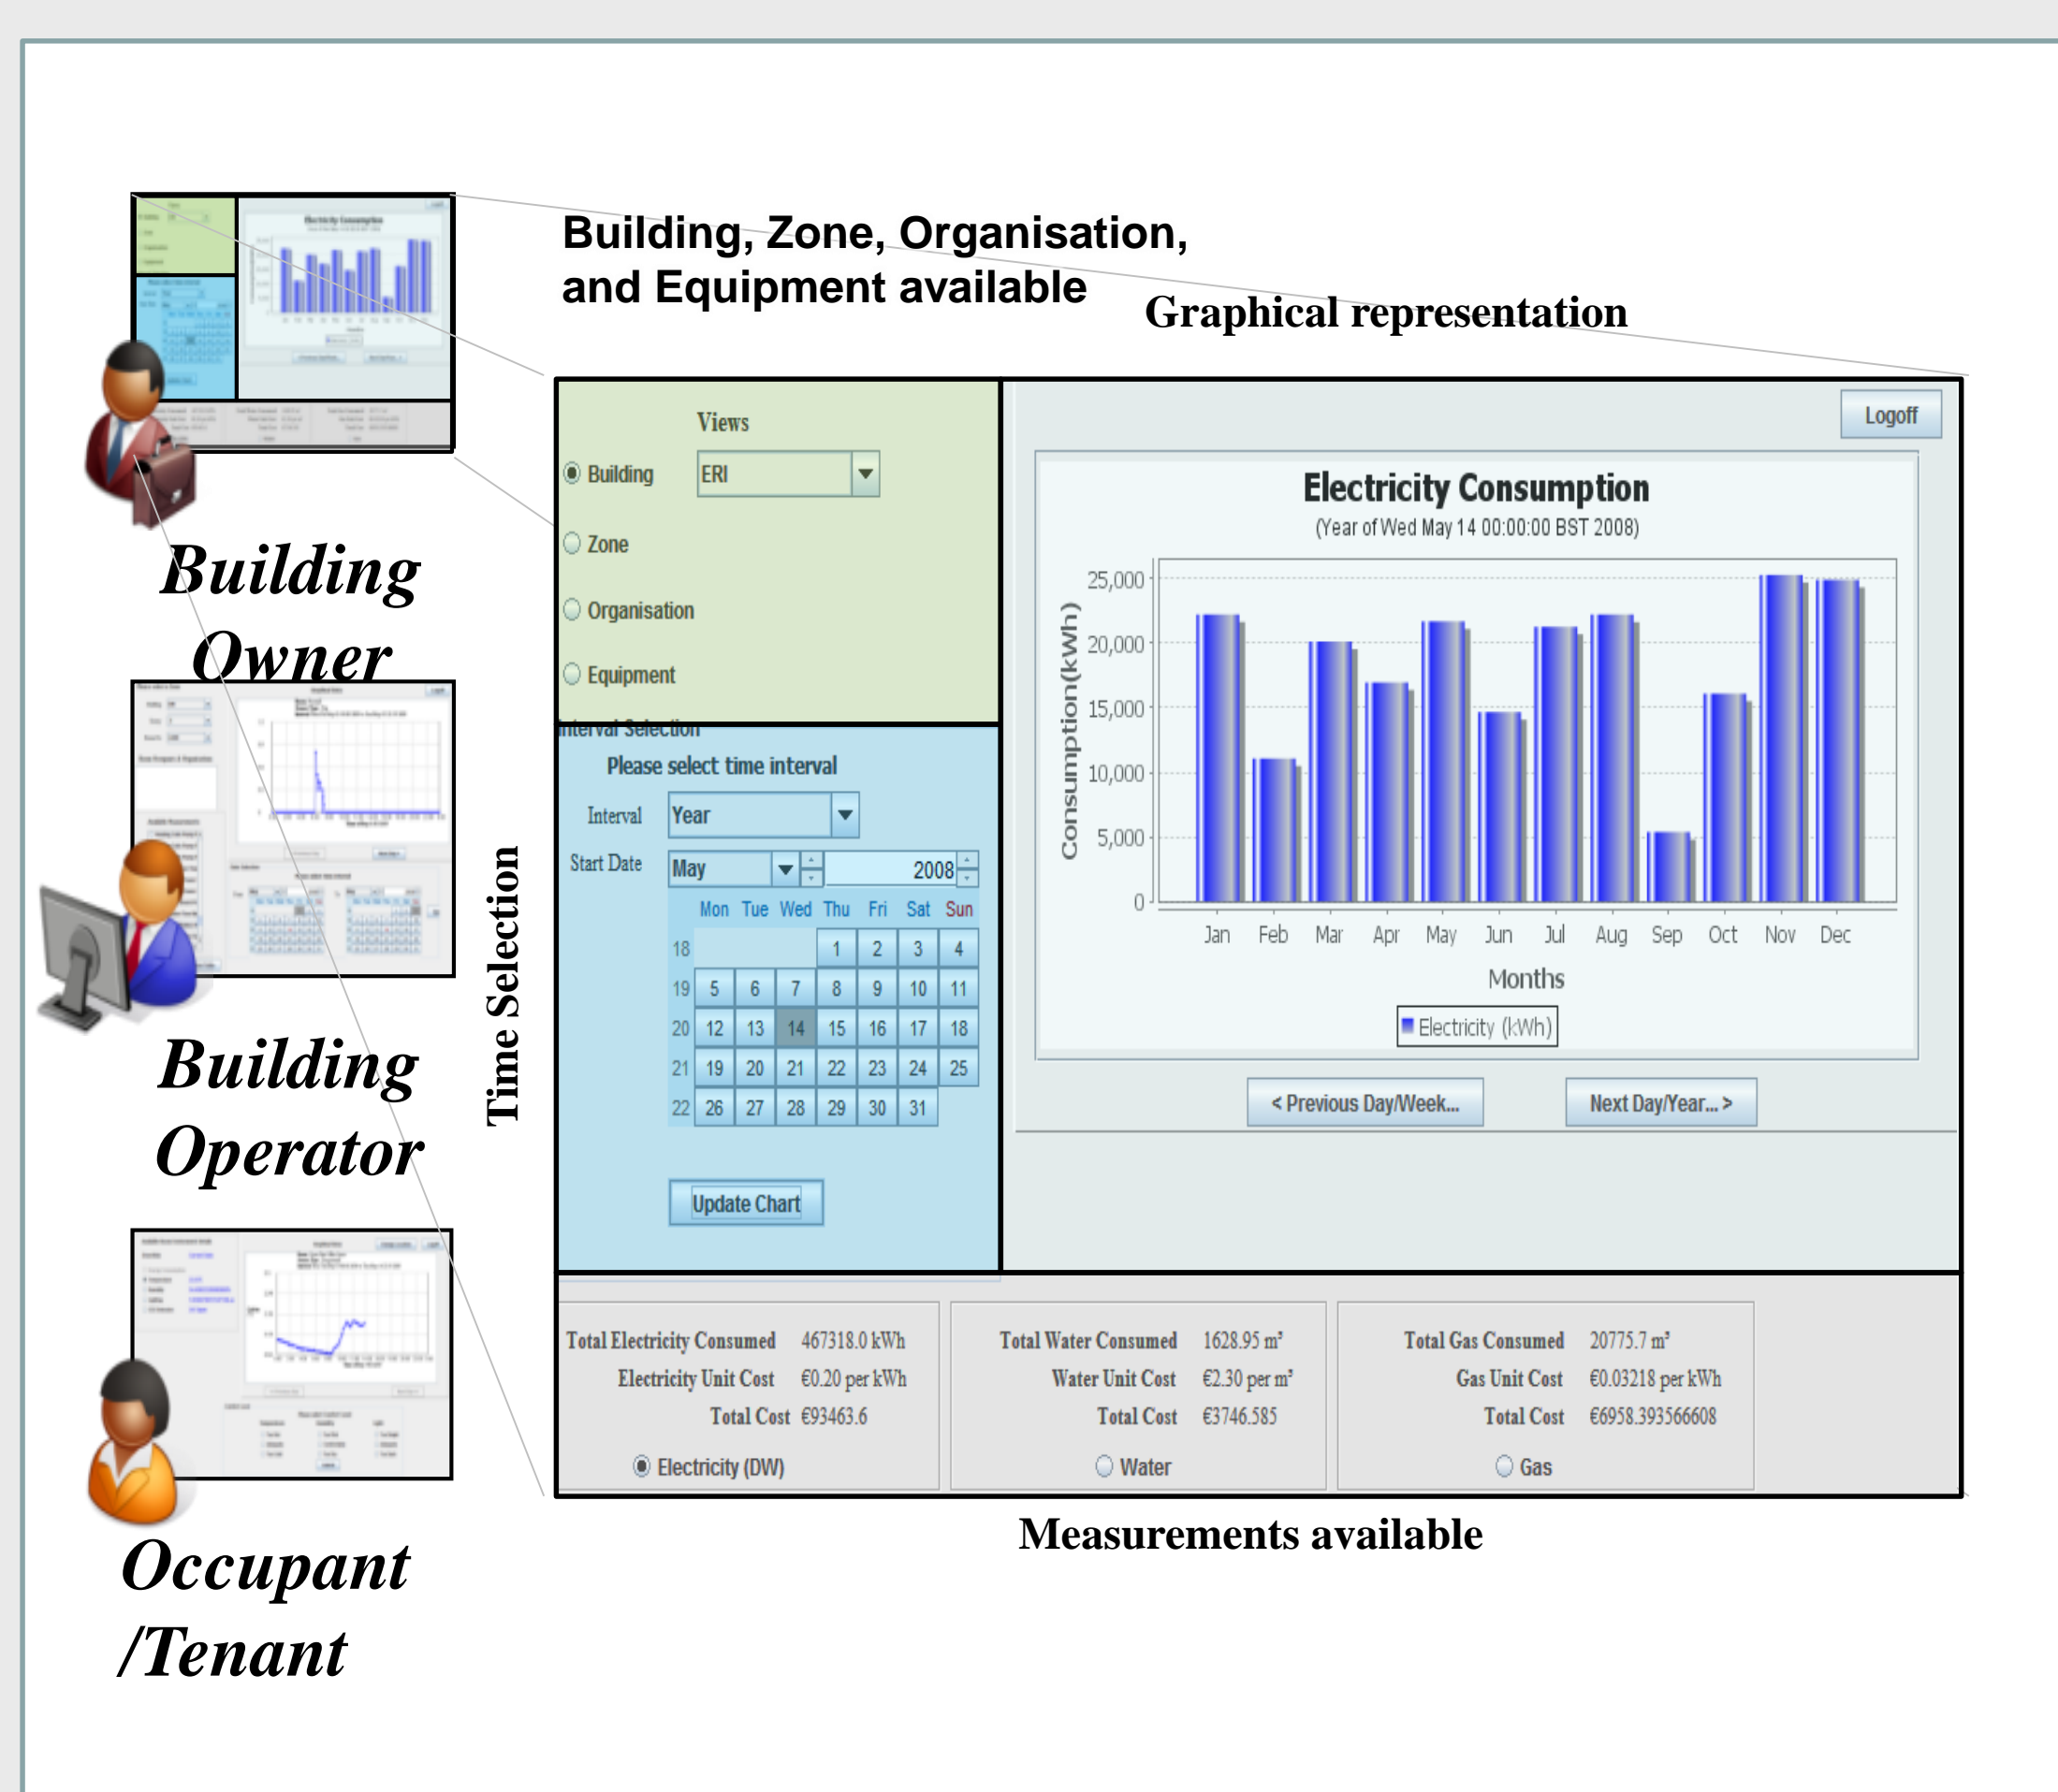 Building, Zone, Organisation,
and Equipment available
Graphical representation
Building
Owner
Building
Operator
Occupant
/Tenant
Time Selection
Views
Building ERI
Zone
Organisation
Equipment
Interval Selection
Please select time interval
Interval Year
Start Date May 2008
Mon Tue Wed Thu Fri Sat Sun
18 1 2 3 4
19 5 6 7 8 9 10 11
20 12 13 14 15 16 17 18
21 19 20 21 22 23 24 25
22 26 27 28 29 30 31
Update Chart
Logoff
Electricity Consumption
(Year of Wed May 14 00:00:00 BST 2008)
Consumption(kWh)
25,000
20,000
15,000
10,000
5,000
0
Jan Feb Mar Apr May Jun Jul Aug Sep Oct Nov Dec
Months
Electricity (kWh)
< Previous Day/Week...
Next Day/Year... >
Total Electricity Consumed 467318.0 kWh
Electricity Unit Cost €0.20 per kWh
Total Cost €93463.6
Electricity (DW)
Total Water Consumed 1628.95 m³
Water Unit Cost €2.30 per m³
Total Cost €3746.585
Water
Total Gas Consumed 20775.7 m³
Gas Unit Cost €0.03218 per kWh
Total Cost €6958.393566608
Gas
Measurements available